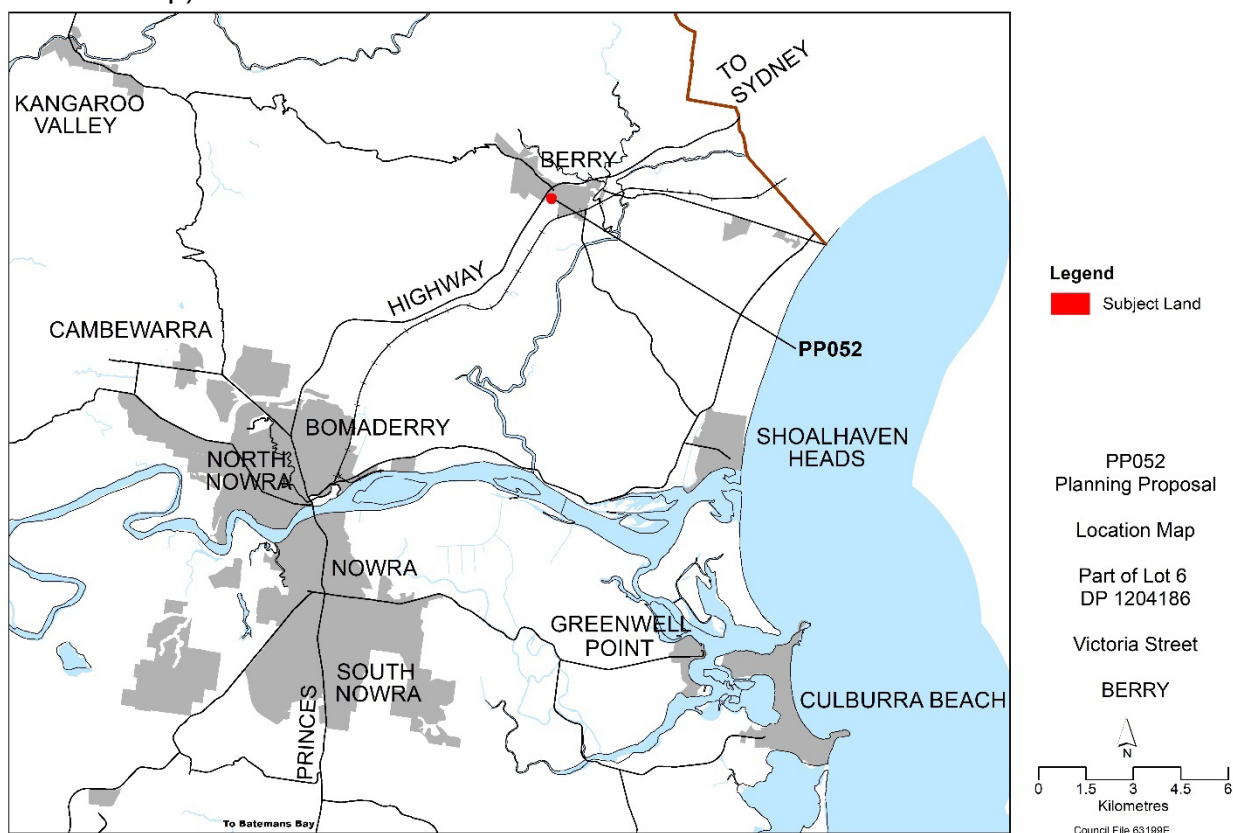 TO
SYDNEY
KANGAROO
VALLEY
BERRY
HIGHWAY
CAMBEWARRA
PP052
BOMADERRY
NORTH
NOWRA
SHOALHAVEN
HEADS
NOWRA
GREENWELL
POINT
SOUTH
NOWRA
PRINCES
CULBURRA BEACH
To Batemans Bay
Legend
Subject Land
PP052
Planning Proposal
Location Map
Part of Lot 6
DP 1204186
Victoria Street
BERRY
N
0 1.5 3 4.5 6
Kilometres
Council File 63199E